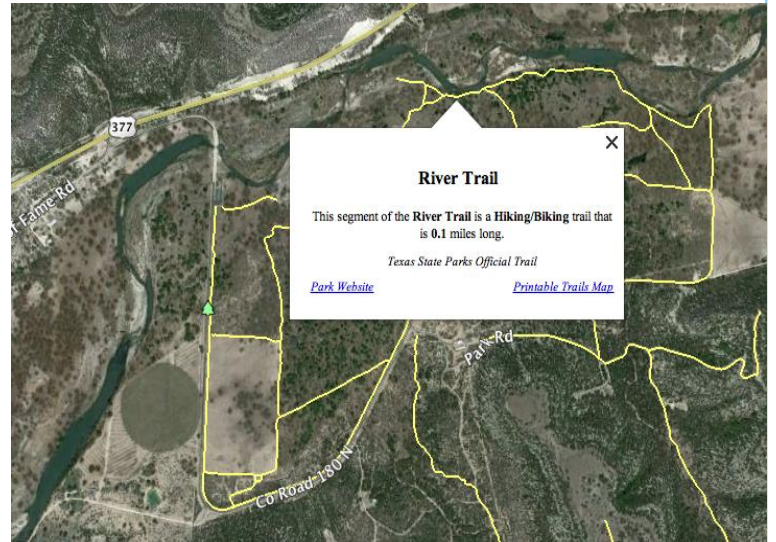 377
of Fame Rd
River Trail
This segment of the River Trail is a Hiking/Biking trail that
is 0.1 miles long.
Texas State Parks Official Trail
Park Website
Printable Trails Map
Park Rd
Co Road 180 N